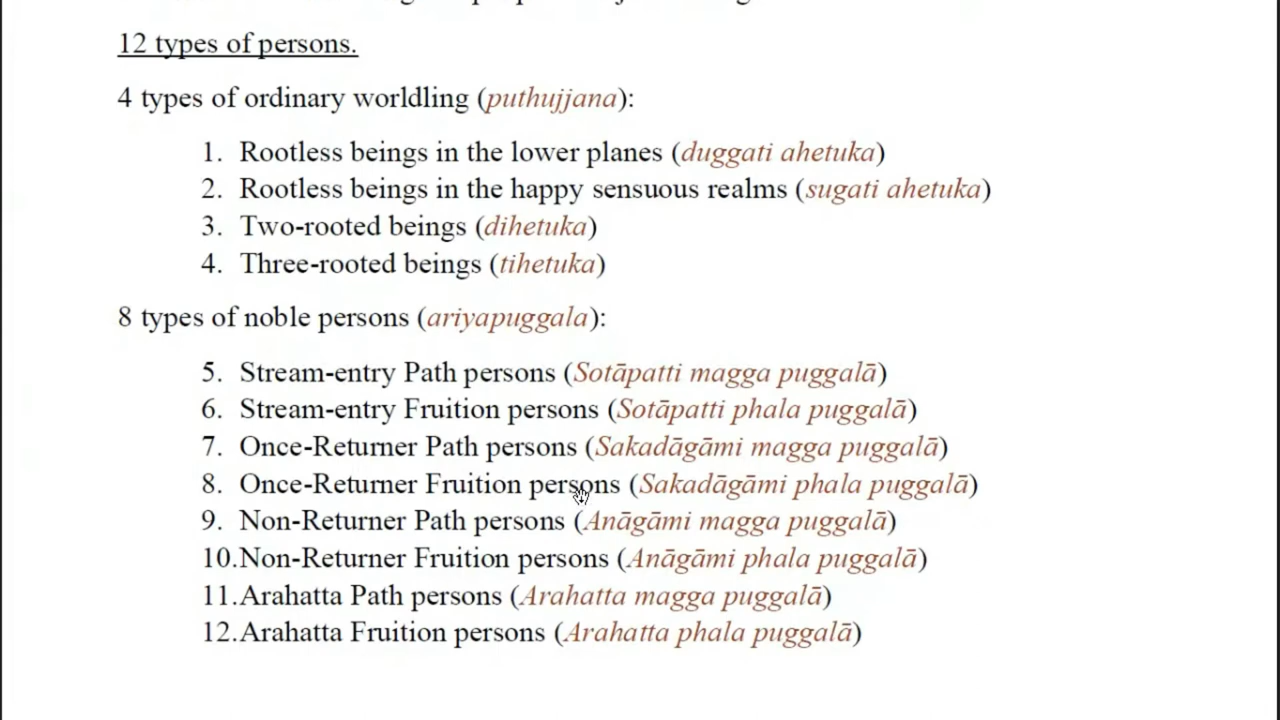 12 types of persons.
4 types of ordinary worldling (puthujjana):
1. Rootless beings in the lower planes (duggati ahetuka)
2. Rootless beings in the happy sensuous realms (sugati ahetuka)
3. Two-rooted beings (dihetuka)
4. Three-rooted beings (tihetuka)
8 types of noble persons (ariyapuggala):
5. Stream-entry Path persons (Sotāpatti magga puggalā)
6. Stream-entry Fruition persons (Sotāpatti phala puggalā)
7. Once-Returner Path persons (Sakadāgāmi magga puggalā)
8. Once-Returner Fruition persons (Sakadāgāmi phala puggalā)
9. Non-Returner Path persons (Anāgāmi magga puggalā)
10.Non-Returner Fruition persons (Anāgāmi phala puggalā)
11.Arahatta Path persons (Arahatta magga puggalā)
12.Arahatta Fruition persons (Arahatta phala puggalā)